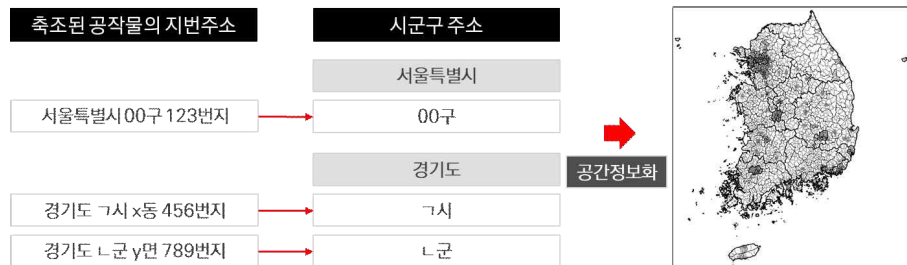 축조된 공작물의 지번주소
시군구 주소
서울특별시
서울특별시 00구 123번지
00구
경기도
공간정보화
경기도 ㄱ시 x동 456번지
ㄱ시
경기도 ㄴ군 y면 789번지
ㄴ군